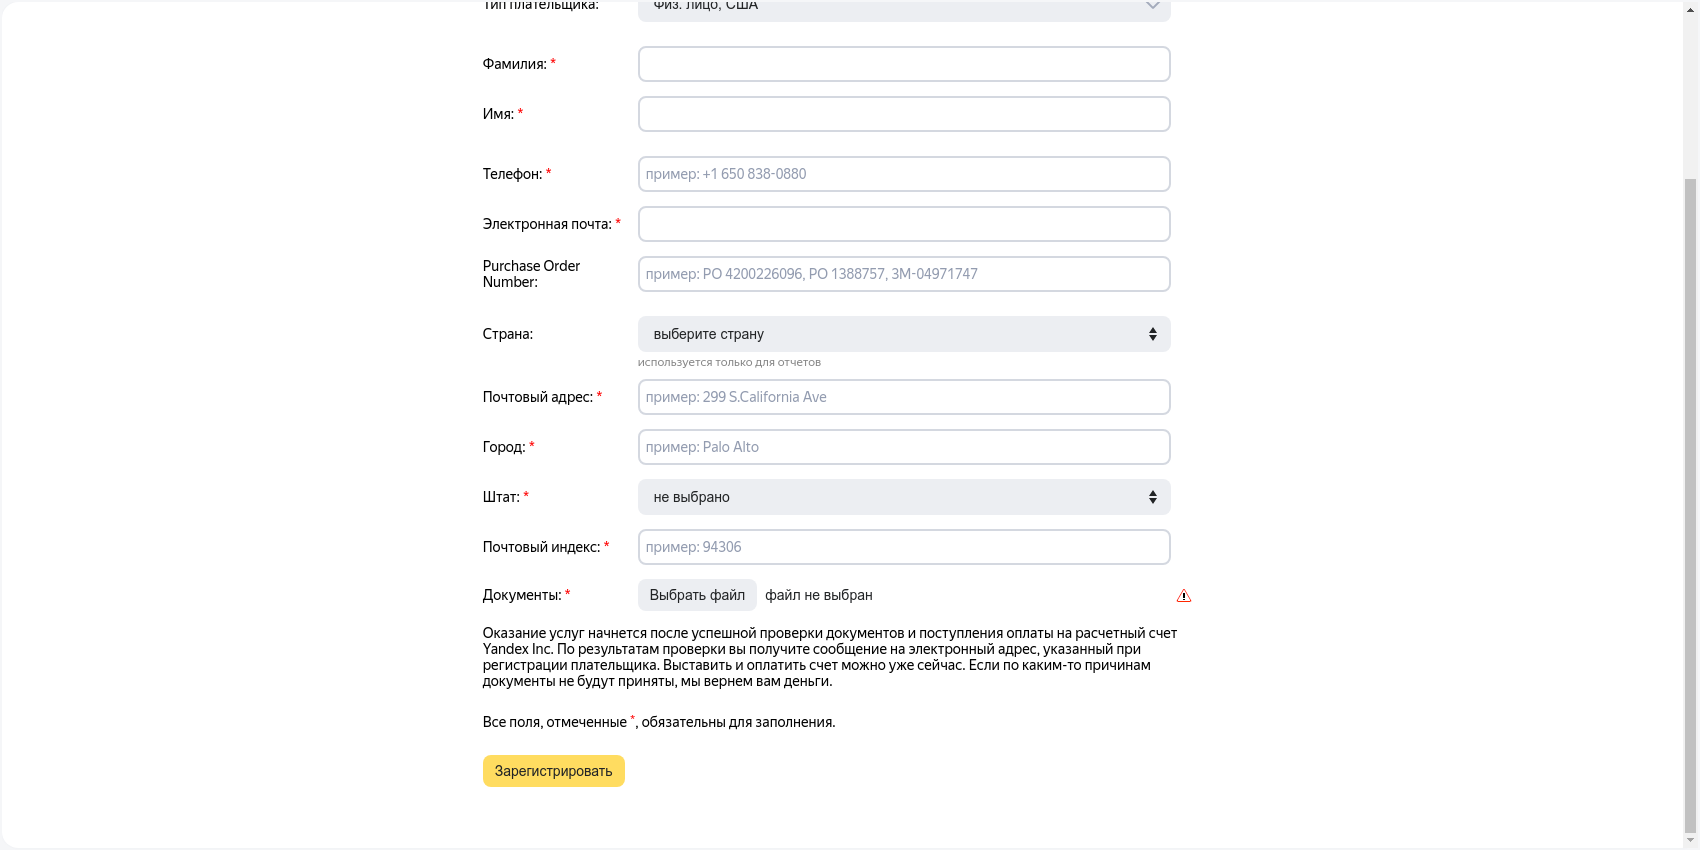 Тип плательщика: Физ. лицо, США
Фамилия: *
Имя: *
Телефон: * пример: +1 650 838-0880
Электронная почта: *
Purchase Order
Number: пример: PO 4200226096, PO 1388757, 3M-04971747
Страна: выберите страну
используется только для отчетов
Почтовый адрес: * пример: 299 S.California Ave
Город: * пример: Palo Alto
Штат: * не выбрано
Почтовый индекс: * пример: 94306
Документы: * Выбрать файл файл не выбран
Оказание услуг начнется после успешной проверки документов и поступления оплаты на расчетный счет
Yandex Inc. По результатам проверки вы получите сообщение на электронный адрес, указанный при
регистрации плательщика. Выставить и оплатить счет можно уже сейчас. Если по каким-то причинам
документы не будут приняты, мы вернем вам деньги.
Все поля, отмеченные *, обязательны для заполнения.
Зарегистрировать